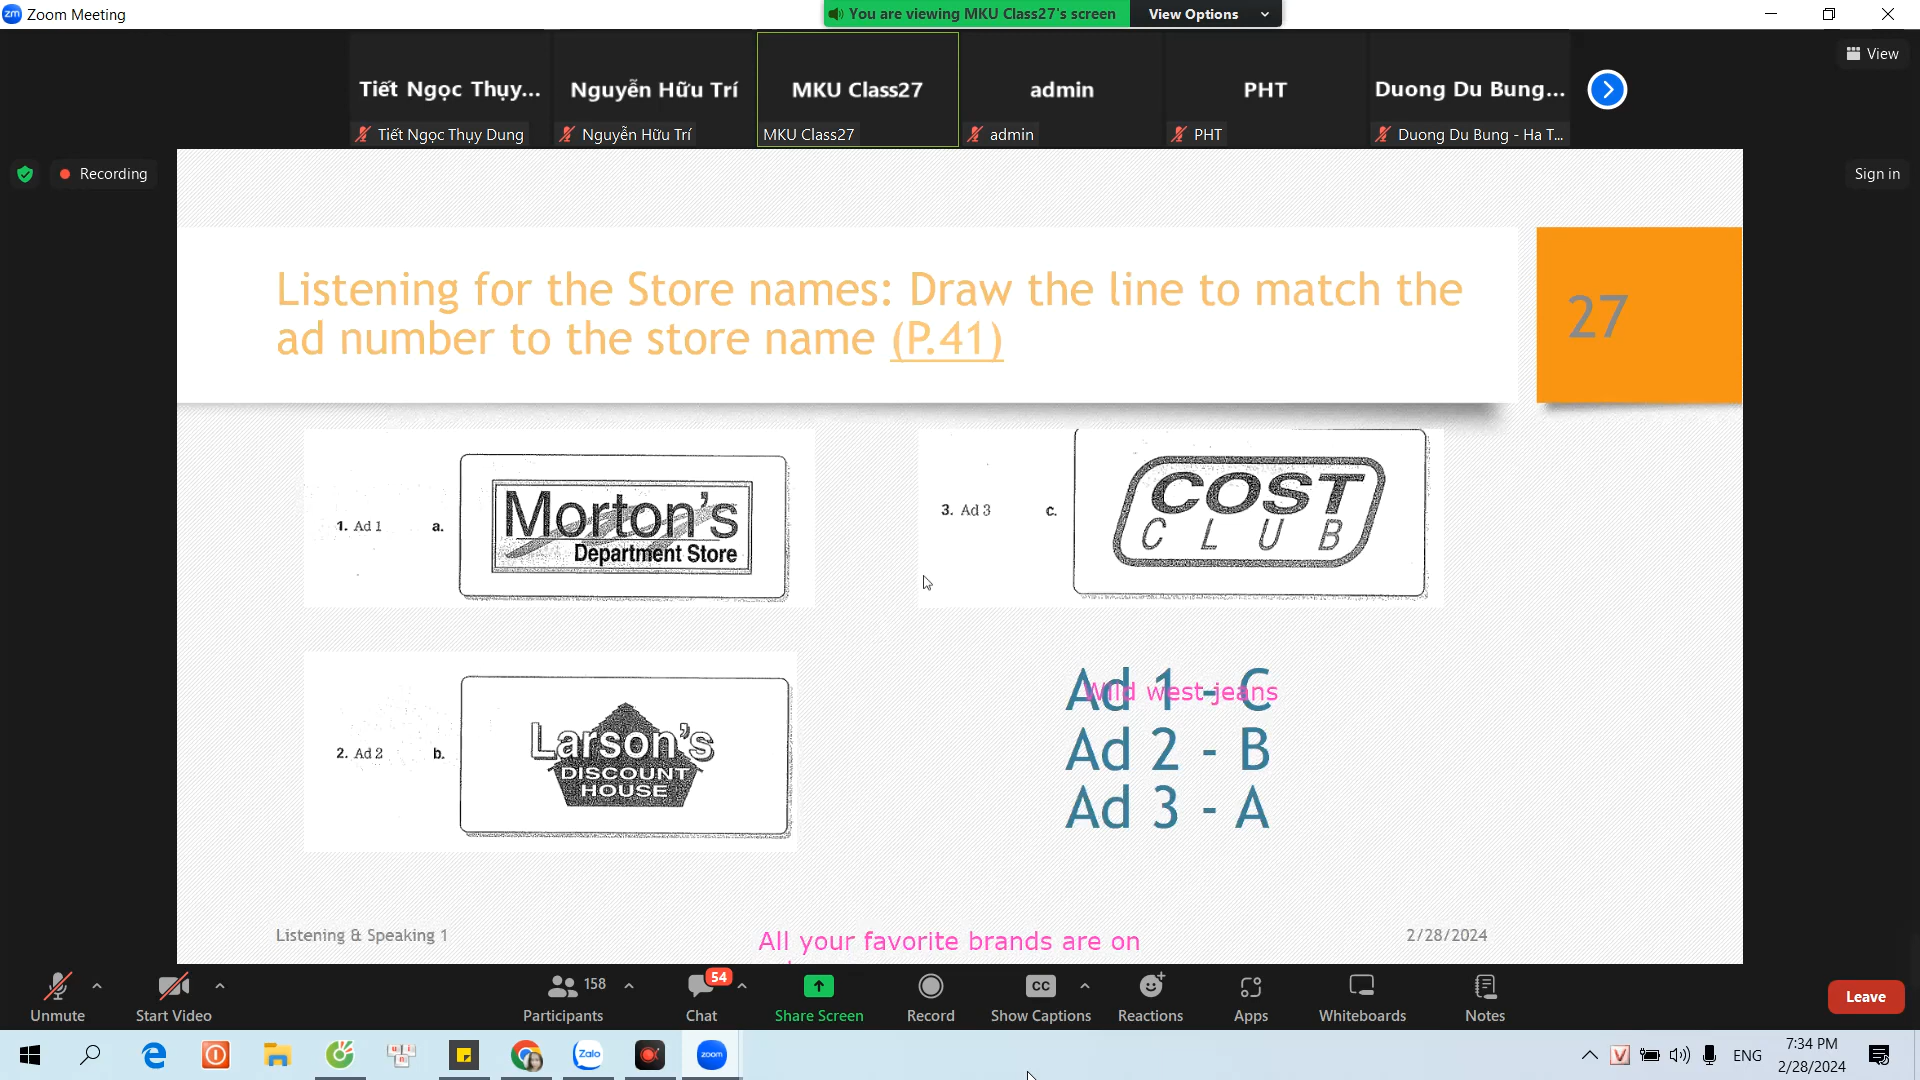 zm Zoom Meeting
You are viewing MKU Class27's screen
View Options
View
Tiết Ngọc Thụy...
Nguyễn Hữu Trí
MKU Class27
admin
PHT
Duong Du Bung...
Tiết Ngọc Thụy Dung
Nguyễn Hữu Trí
MKU Class27
admin
PHT
Duong Du Bung - Ha T...
Recording
Sign in
Listening for the Store names: Draw the line to match the
ad number to the store name (P.41)
27
1. Ad 1
a.
Morton's
Department Store
3. Ad 3
c.
COST
CLUB
2. Ad 2
b.
Larson's
DISCOUNT
HOUSE
Ad 1 - C
Wild west jeans
Ad 2 - B
Ad 3 - A
Listening & Speaking 1
All your favorite brands are on
2/28/2024
Unmute
Start Video
158
Participants
54
Chat
Share Screen
Record
CC
Show Captions
Reactions
Apps
Whiteboards
Notes
Leave
Zalo
zoom
V
ENG
7:34 PM
2/28/2024